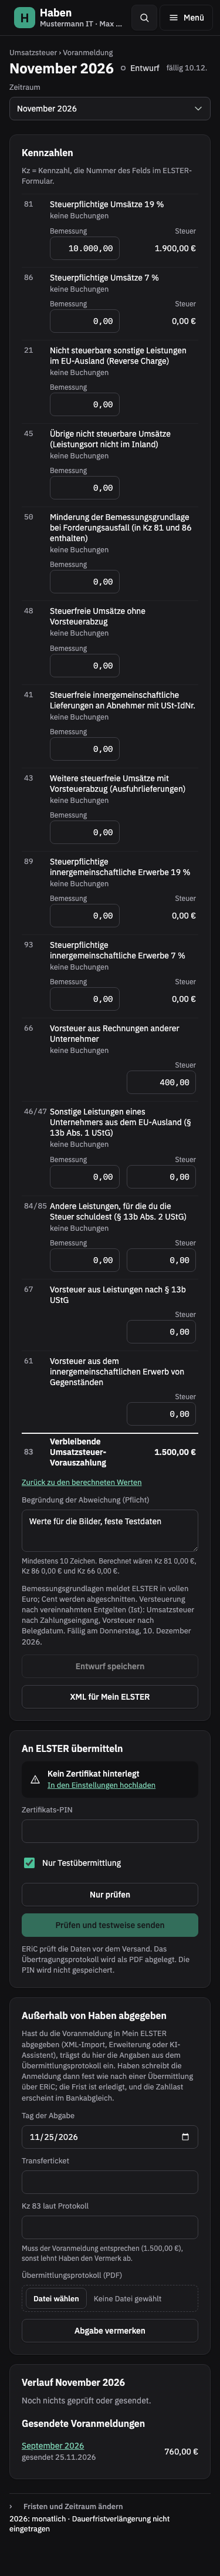 H
Haben
Mustermann IT · Max ...
Menü
Umsatzsteuer › Voranmeldung
November 2026
Entwurf
fällig 10.12.
Zeitraum
November 2026
Kennzahlen
Kz = Kennzahl, die Nummer des Felds im ELSTER-
Formular.
81
Steuerpflichtige Umsätze 19 %
keine Buchungen
Bemessung
Steuer
10.000,00
1.900,00 €
86
Steuerpflichtige Umsätze 7 %
keine Buchungen
Bemessung
Steuer
0,00
0,00 €
21
Nicht steuerbare sonstige Leistungen
im EU-Ausland (Reverse Charge)
keine Buchungen
Bemessung
0,00
45
Übrige nicht steuerbare Umsätze
(Leistungsort nicht im Inland)
keine Buchungen
Bemessung
0,00
50
Minderung der Bemessungsgrundlage
bei Forderungsausfall (in Kz 81 und 86
enthalten)
keine Buchungen
Bemessung
0,00
48
Steuerfreie Umsätze ohne
Vorsteuerabzug
keine Buchungen
Bemessung
0,00
41
Steuerfreie innergemeinschaftliche
Lieferungen an Abnehmer mit USt-IdNr.
keine Buchungen
Bemessung
0,00
43
Weitere steuerfreie Umsätze mit
Vorsteuerabzug (Ausfuhrlieferungen)
keine Buchungen
Bemessung
0,00
89
Steuerpflichtige
innergemeinschaftliche Erwerbe 19 %
keine Buchungen
Bemessung
Steuer
0,00
0,00 €
93
Steuerpflichtige
innergemeinschaftliche Erwerbe 7 %
keine Buchungen
Bemessung
Steuer
0,00
0,00 €
66
Vorsteuer aus Rechnungen anderer
Unternehmer
keine Buchungen
Steuer
400,00
46/47
Sonstige Leistungen eines
Unternehmers aus dem EU-Ausland (§
13b Abs. 1 UStG)
keine Buchungen
Bemessung
Steuer
0,00
0,00
84/85
Andere Leistungen, für die du die
Steuer schuldest (§ 13b Abs. 2 UStG)
keine Buchungen
Bemessung
Steuer
0,00
0,00
67
Vorsteuer aus Leistungen nach § 13b
UStG
Steuer
0,00
61
Vorsteuer aus dem
innergemeinschaftlichen Erwerb von
Gegenständen
Steuer
0,00
83
Verbleibende
Umsatzsteuer-
Vorauszahlung
1.500,00 €
Zurück zu den berechneten Werten
Begründung der Abweichung (Pflicht)
Werte für die Bilder, feste Testdaten
Mindestens 10 Zeichen. Berechnet wären Kz 81 0,00 €,
Kz 86 0,00 € und Kz 66 0,00 €.
Bemessungsgrundlagen meldet ELSTER in vollen
Euro; Cent werden abgeschnitten. Versteuerung
nach vereinnahmten Entgelten (Ist): Umsatzsteuer
nach Zahlungseingang, Vorsteuer nach
Belegdatum. Fällig am Donnerstag, 10. Dezember
2026.
Entwurf speichern
XML für Mein ELSTER
An ELSTER übermitteln
Kein Zertifikat hinterlegt
In den Einstellungen hochladen
Zertifikats-PIN
Nur Testübermittlung
Nur prüfen
Prüfen und testweise senden
ERiC prüft die Daten vor dem Versand. Das
Übertragungsprotokoll wird als PDF abgelegt. Die
PIN wird nicht gespeichert.
Außerhalb von Haben abgegeben
Hast du die Voranmeldung in Mein ELSTER
abgegeben (XML-Import, Erweiterung oder KI-
Assistent), trägst du hier die Angaben aus dem
Übermittlungsprotokoll ein. Haben schreibt die
Anmeldung dann fest wie nach einer Übermittlung
über ERiC; die Frist ist erledigt, und die Zahllast
erscheint im Bankabgleich.
Tag der Abgabe
11/25/2026
Transferticket
Kz 83 laut Protokoll
Muss der Voranmeldung entsprechen (1.500,00 €),
sonst lehnt Haben den Vermerk ab.
Übermittlungsprotokoll (PDF)
Datei wählen
Keine Datei gewählt
Abgabe vermerken
Verlauf November 2026
Noch nichts geprüft oder gesendet.
Gesendete Voranmeldungen
September 2026
gesendet 25.11.2026
760,00 €
› Fristen und Zeitraum ändern
2026: monatlich · Dauerfristverlängerung nicht
eingetragen